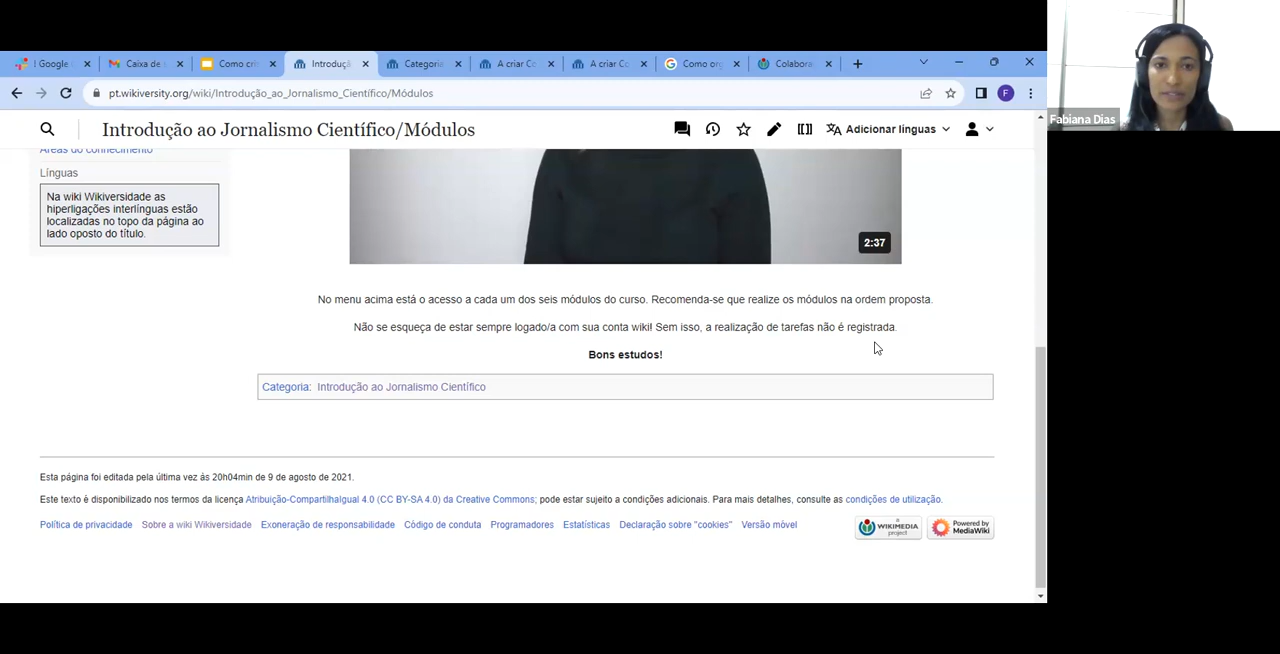 I Google
Caixa de
Como cri
Introduçã
Categoria
A criar Co
A criar Co
Como org
Colabora
pt.wikiversity.org/wiki/Introdução_ao_Jornalismo_Científico/Módulos
F
Introdução ao Jornalismo Científico/Módulos
Adicionar línguas
Fabiana Dias
Áreas do conhecimento
Línguas
Na wiki Wikiversidade as
hiperligações interlínguas estão
localizadas no topo da página ao
lado oposto do título.
2:37
No menu acima está o acesso a cada um dos seis módulos do curso. Recomenda-se que realize os módulos na ordem proposta.
Não se esqueça de estar sempre logado/a com sua conta wiki! Sem isso, a realização de tarefas não é registrada.
Bons estudos!
Categoria: Introdução ao Jornalismo Científico
Esta página foi editada pela última vez às 20h04min de 9 de agosto de 2021.
Este texto é disponibilizado nos termos da licença Atribuição-CompartilhaIgual 4.0 (CC BY-SA 4.0) da Creative Commons; pode estar sujeito a condições adicionais. Para mais detalhes, consulte as condições de utilização.
Política de privacidade Sobre a wiki Wikiversidade Exoneração de responsabilidade Código de conduta Programadores Estatísticas Declaração sobre "cookies" Versão móvel
a
WIKIMEDIA
project
Powered by
MediaWiki